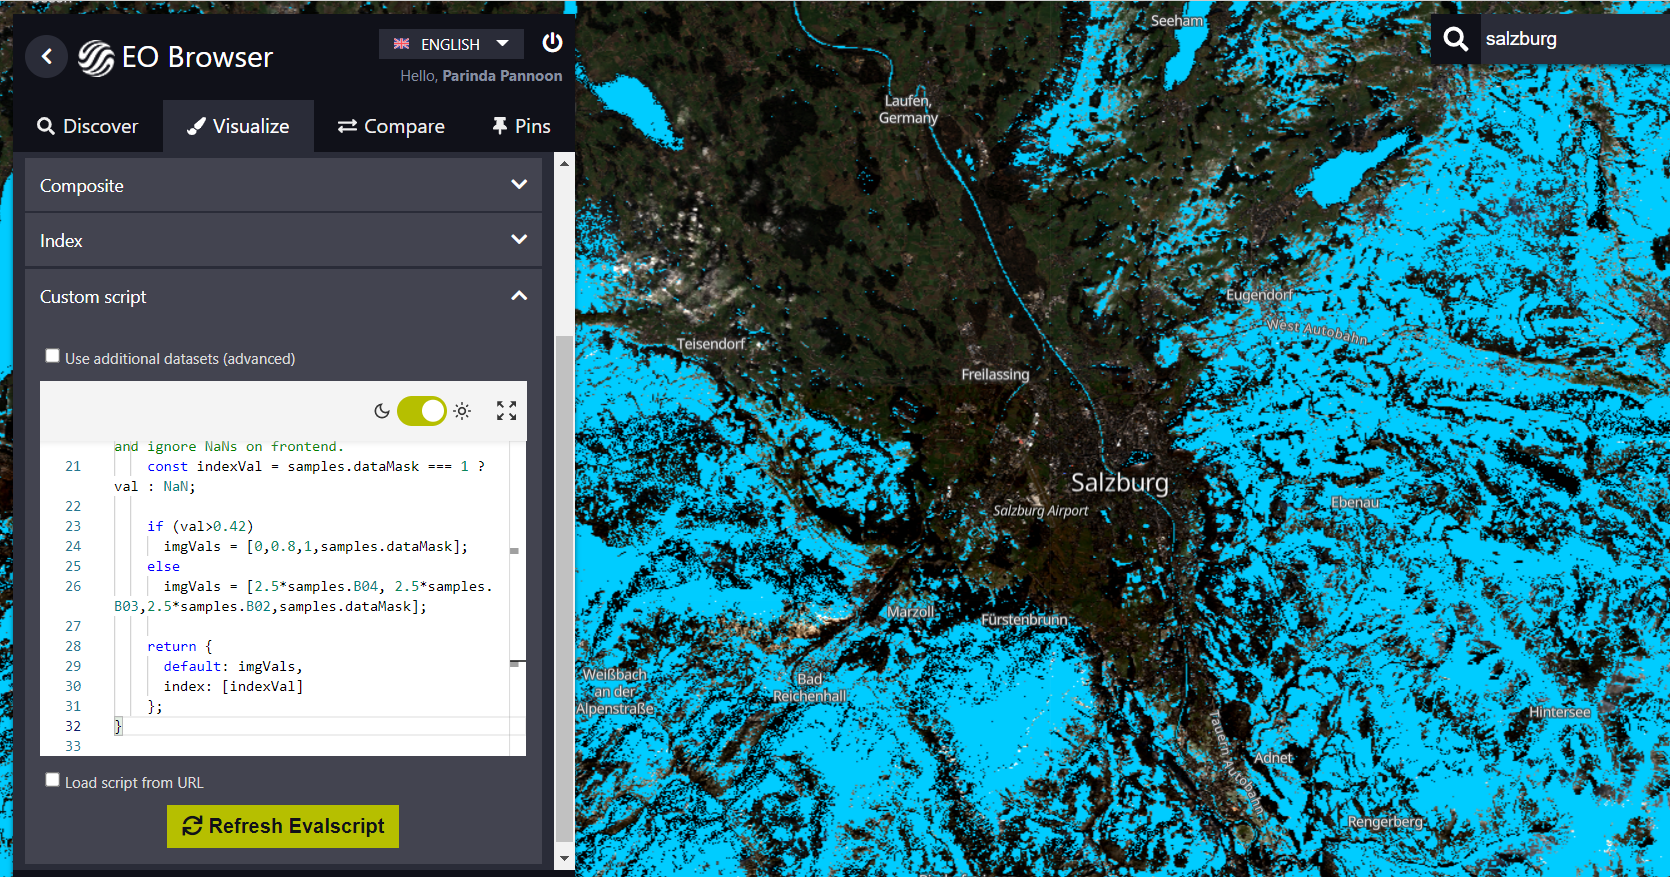 EO Browser
ENGLISH
Hello, Parinda Pannoon
Discover
Visualize
Compare
Pins
Composite
Index
Custom script
Use additional datasets (advanced)
and ignore NaNs on frontend.
21 const indexVal = samples.dataMask === 1 ?
val : NaN;
22
23 if (val>0.42)
24 imgVals = [0,0.8,1,samples.dataMask];
25 else
26 imgVals = [2.5*samples.B04, 2.5*samples.
B03,2.5*samples.B02,samples.dataMask];
27
28 return {
29 default: imgVals,
30 index: [indexVal]
31 };
32 }
33
Load script from URL
Refresh Evalscript
salzburg
Seeham
Laufen,
Germany
Eugendorf
West Autobahn
Teisendorf
Freilassing
Salzburg
Salzburg Airport
Ebenau
Marzoll
Fürstenbrunn
Weißbach
an der
Alpenstraße
Bad
Reichenhall
Hintersee
Tauern Autobahn
Adnet
Rengerberg